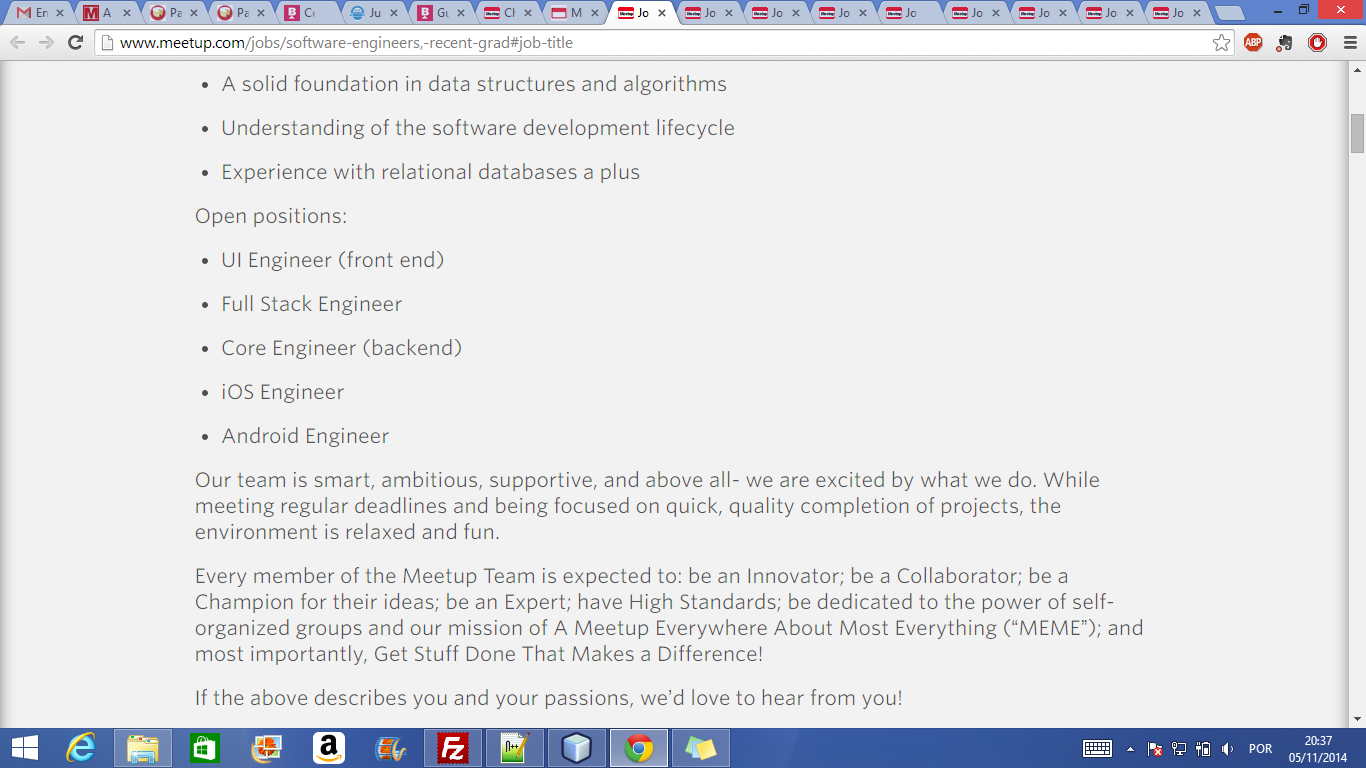 En
A
Pa
Pa
Ce
Ju
Gu
Ch
M
Jo
Jo
Jo
Jo
Jo
Jo
Jo
Jo
Jo
www.meetup.com/jobs/software-engineers,-recent-grad#job-title
ABP
• A solid foundation in data structures and algorithms
• Understanding of the software development lifecycle
• Experience with relational databases a plus
Open positions:
• UI Engineer (front end)
• Full Stack Engineer
• Core Engineer (backend)
• iOS Engineer
• Android Engineer
Our team is smart, ambitious, supportive, and above all- we are excited by what we do. While
meeting regular deadlines and being focused on quick, quality completion of projects, the
environment is relaxed and fun.
Every member of the Meetup Team is expected to: be an Innovator; be a Collaborator; be a
Champion for their ideas; be an Expert; have High Standards; be dedicated to the power of self-
organized groups and our mission of A Meetup Everywhere About Most Everything (“MEME”); and
most importantly, Get Stuff Done That Makes a Difference!
If the above describes you and your passions, we’d love to hear from you!
POR
20:37
05/11/2014